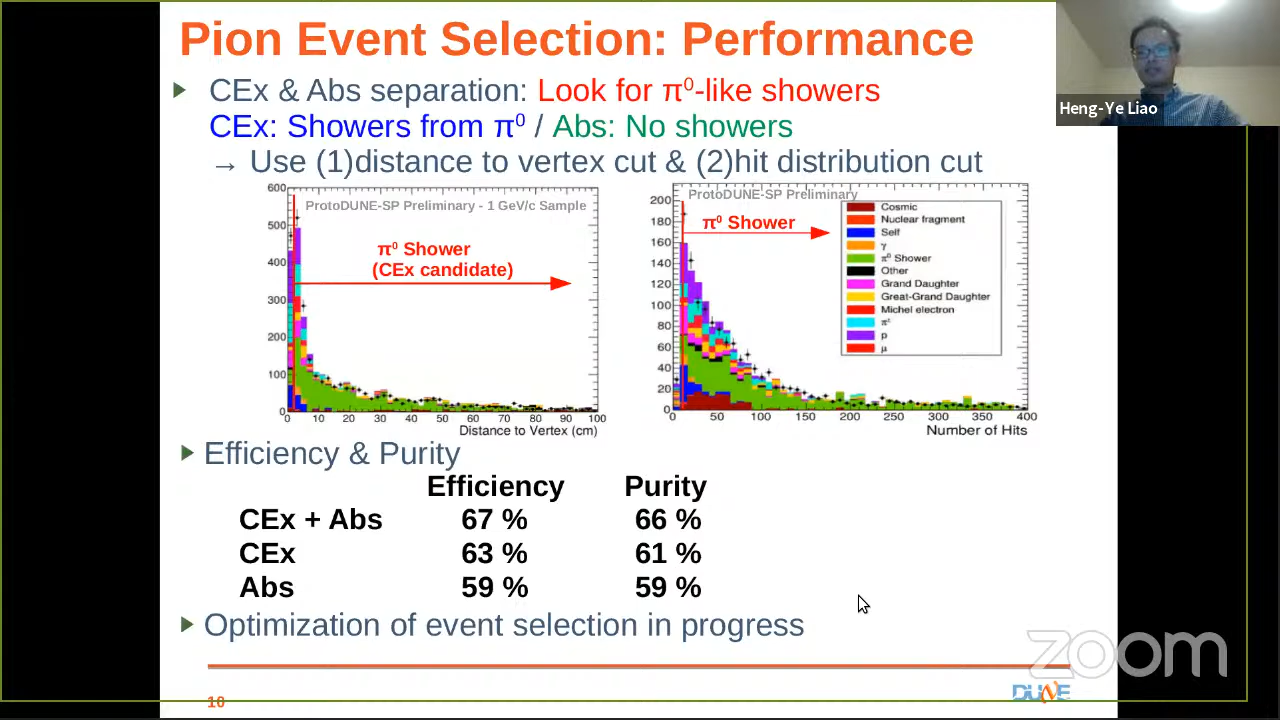 Pion Event Selection: Performance
Heng-Ye Liao
CEx & Abs separation: Look for π⁰-like showers
CEx: Showers from π⁰ / Abs: No showers
→ Use (1)distance to vertex cut & (2)hit distribution cut
ProtoDUNE-SP Preliminary - 1 GeV/c Sample
π⁰ Shower
(CEx candidate)
600
500
400
300
200
100
0
0 10 20 30 40 50 60 70 80 90 100
Distance to Vertex (cm)
ProtoDUNE-SP Preliminary
π⁰ Shower
200
180
160
140
120
100
80
60
40
20
0
0 50 100 150 200 250 300 350 400
Number of Hits
Cosmic
Nuclear fragment
Self
γ
π⁰ Shower
Other
Grand Daughter
Great-Grand Daughter
Michel electron
π±
p
μ
Efficiency & Purity
Efficiency Purity
CEx + Abs 67 % 66 %
CEx 63 % 61 %
Abs 59 % 59 %
Optimization of event selection in progress
zoom
10
DUNE